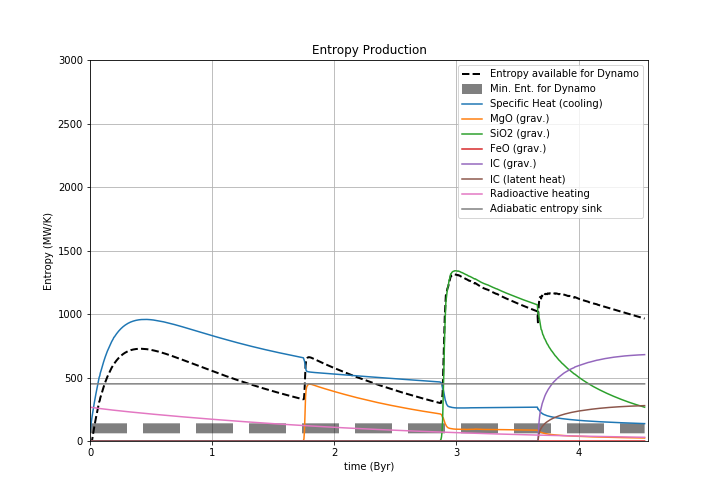 Entropy Production
3000
2500
2000
1500
1000
500
0
Entropy (MW/K)
Entropy available for Dynamo
Min. Ent. for Dynamo
Specific Heat (cooling)
MgO (grav.)
SiO2 (grav.)
FeO (grav.)
IC (grav.)
IC (latent heat)
Radioactive heating
Adiabatic entropy sink
0 1 2 3 4
time (Byr)